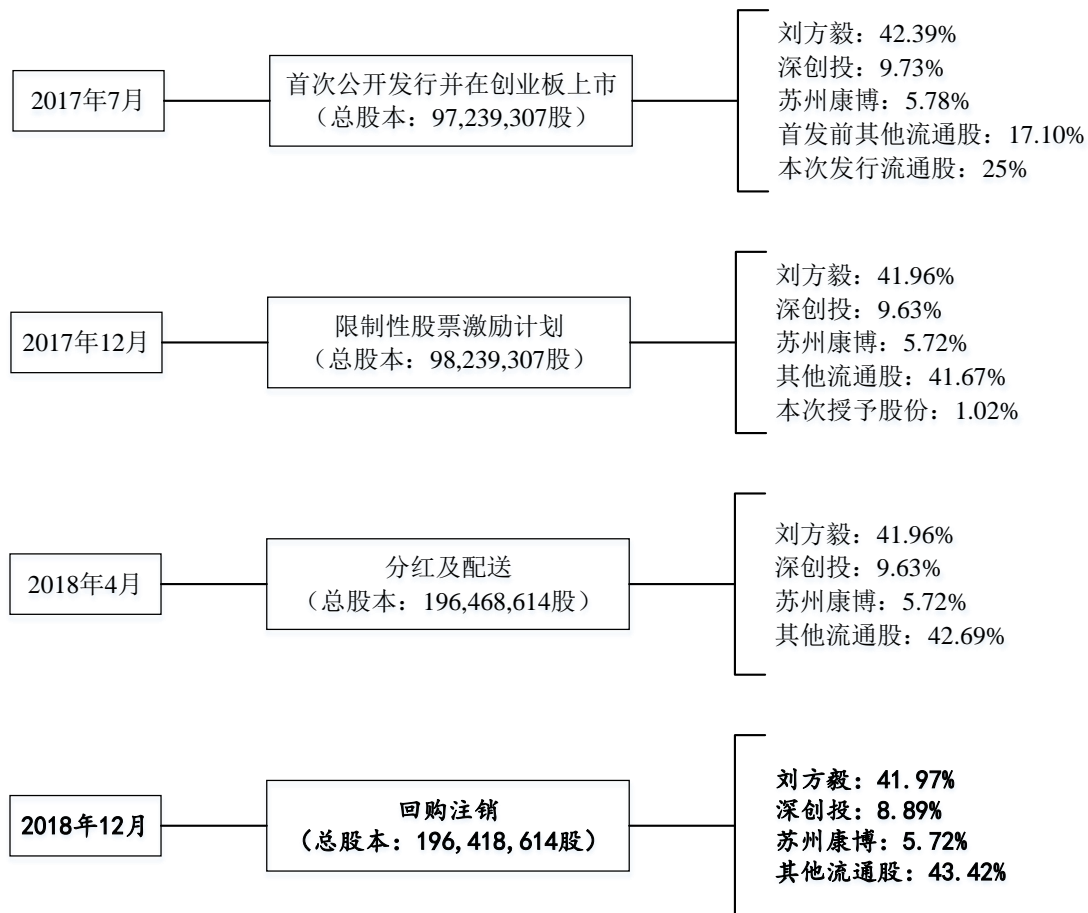 2017年7月
首次公开发行并在创业板上市
（总股本：97,239,307股）
刘方毅：42.39%
深创投：9.73%
苏州康博：5.78%
首发前其他流通股：17.10%
本次发行流通股：25%
2017年12月
限制性股票激励计划
（总股本：98,239,307股）
刘方毅：41.96%
深创投：9.63%
苏州康博：5.72%
其他流通股：41.67%
本次授予股份：1.02%
2018年4月
分红及配送
（总股本：196,468,614股）
刘方毅：41.96%
深创投：9.63%
苏州康博：5.72%
其他流通股：42.69%
2018年12月
回购注销
（总股本：196,418,614股）
刘方毅：41.97%
深创投：8.89%
苏州康博：5.72%
其他流通股：43.42%